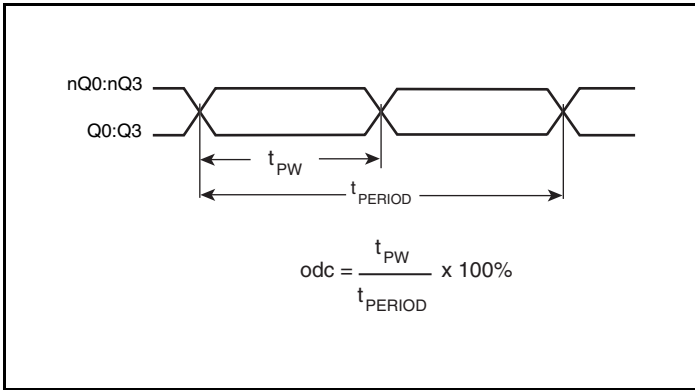 nQ0:nQ3
Q0:Q3
tPW
tPERIOD
odc = tPW / tPERIOD x 100%